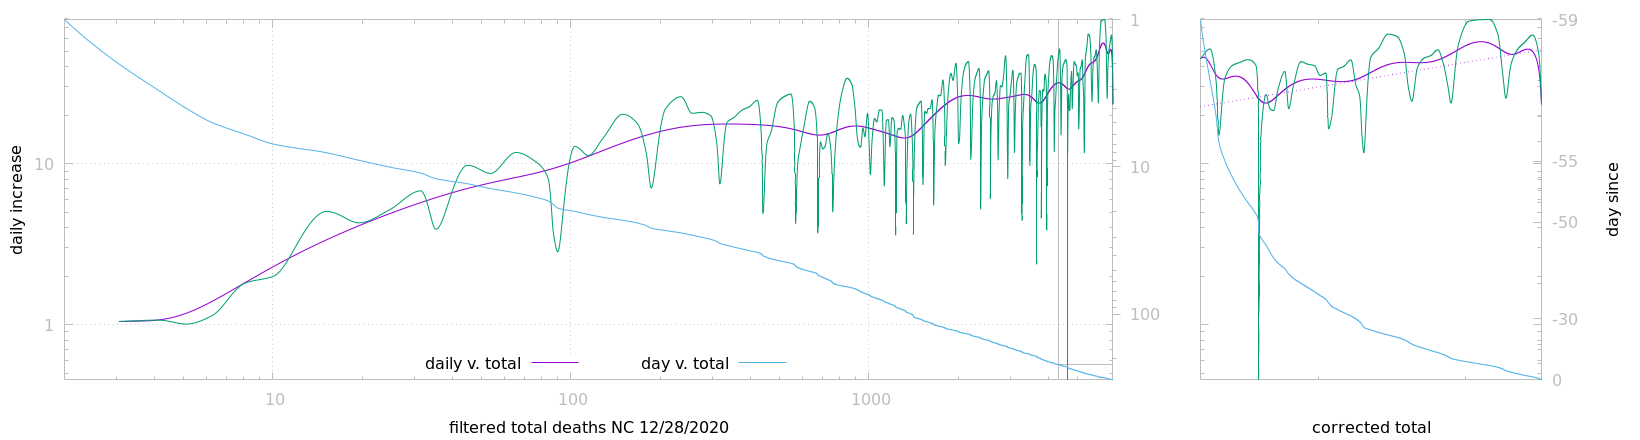 daily increase
10
1
daily v. total
day v. total
10
100
1000
filtered total deaths NC 12/28/2020
1
10
100
-59
-55
-50
-30
0
day since
corrected total